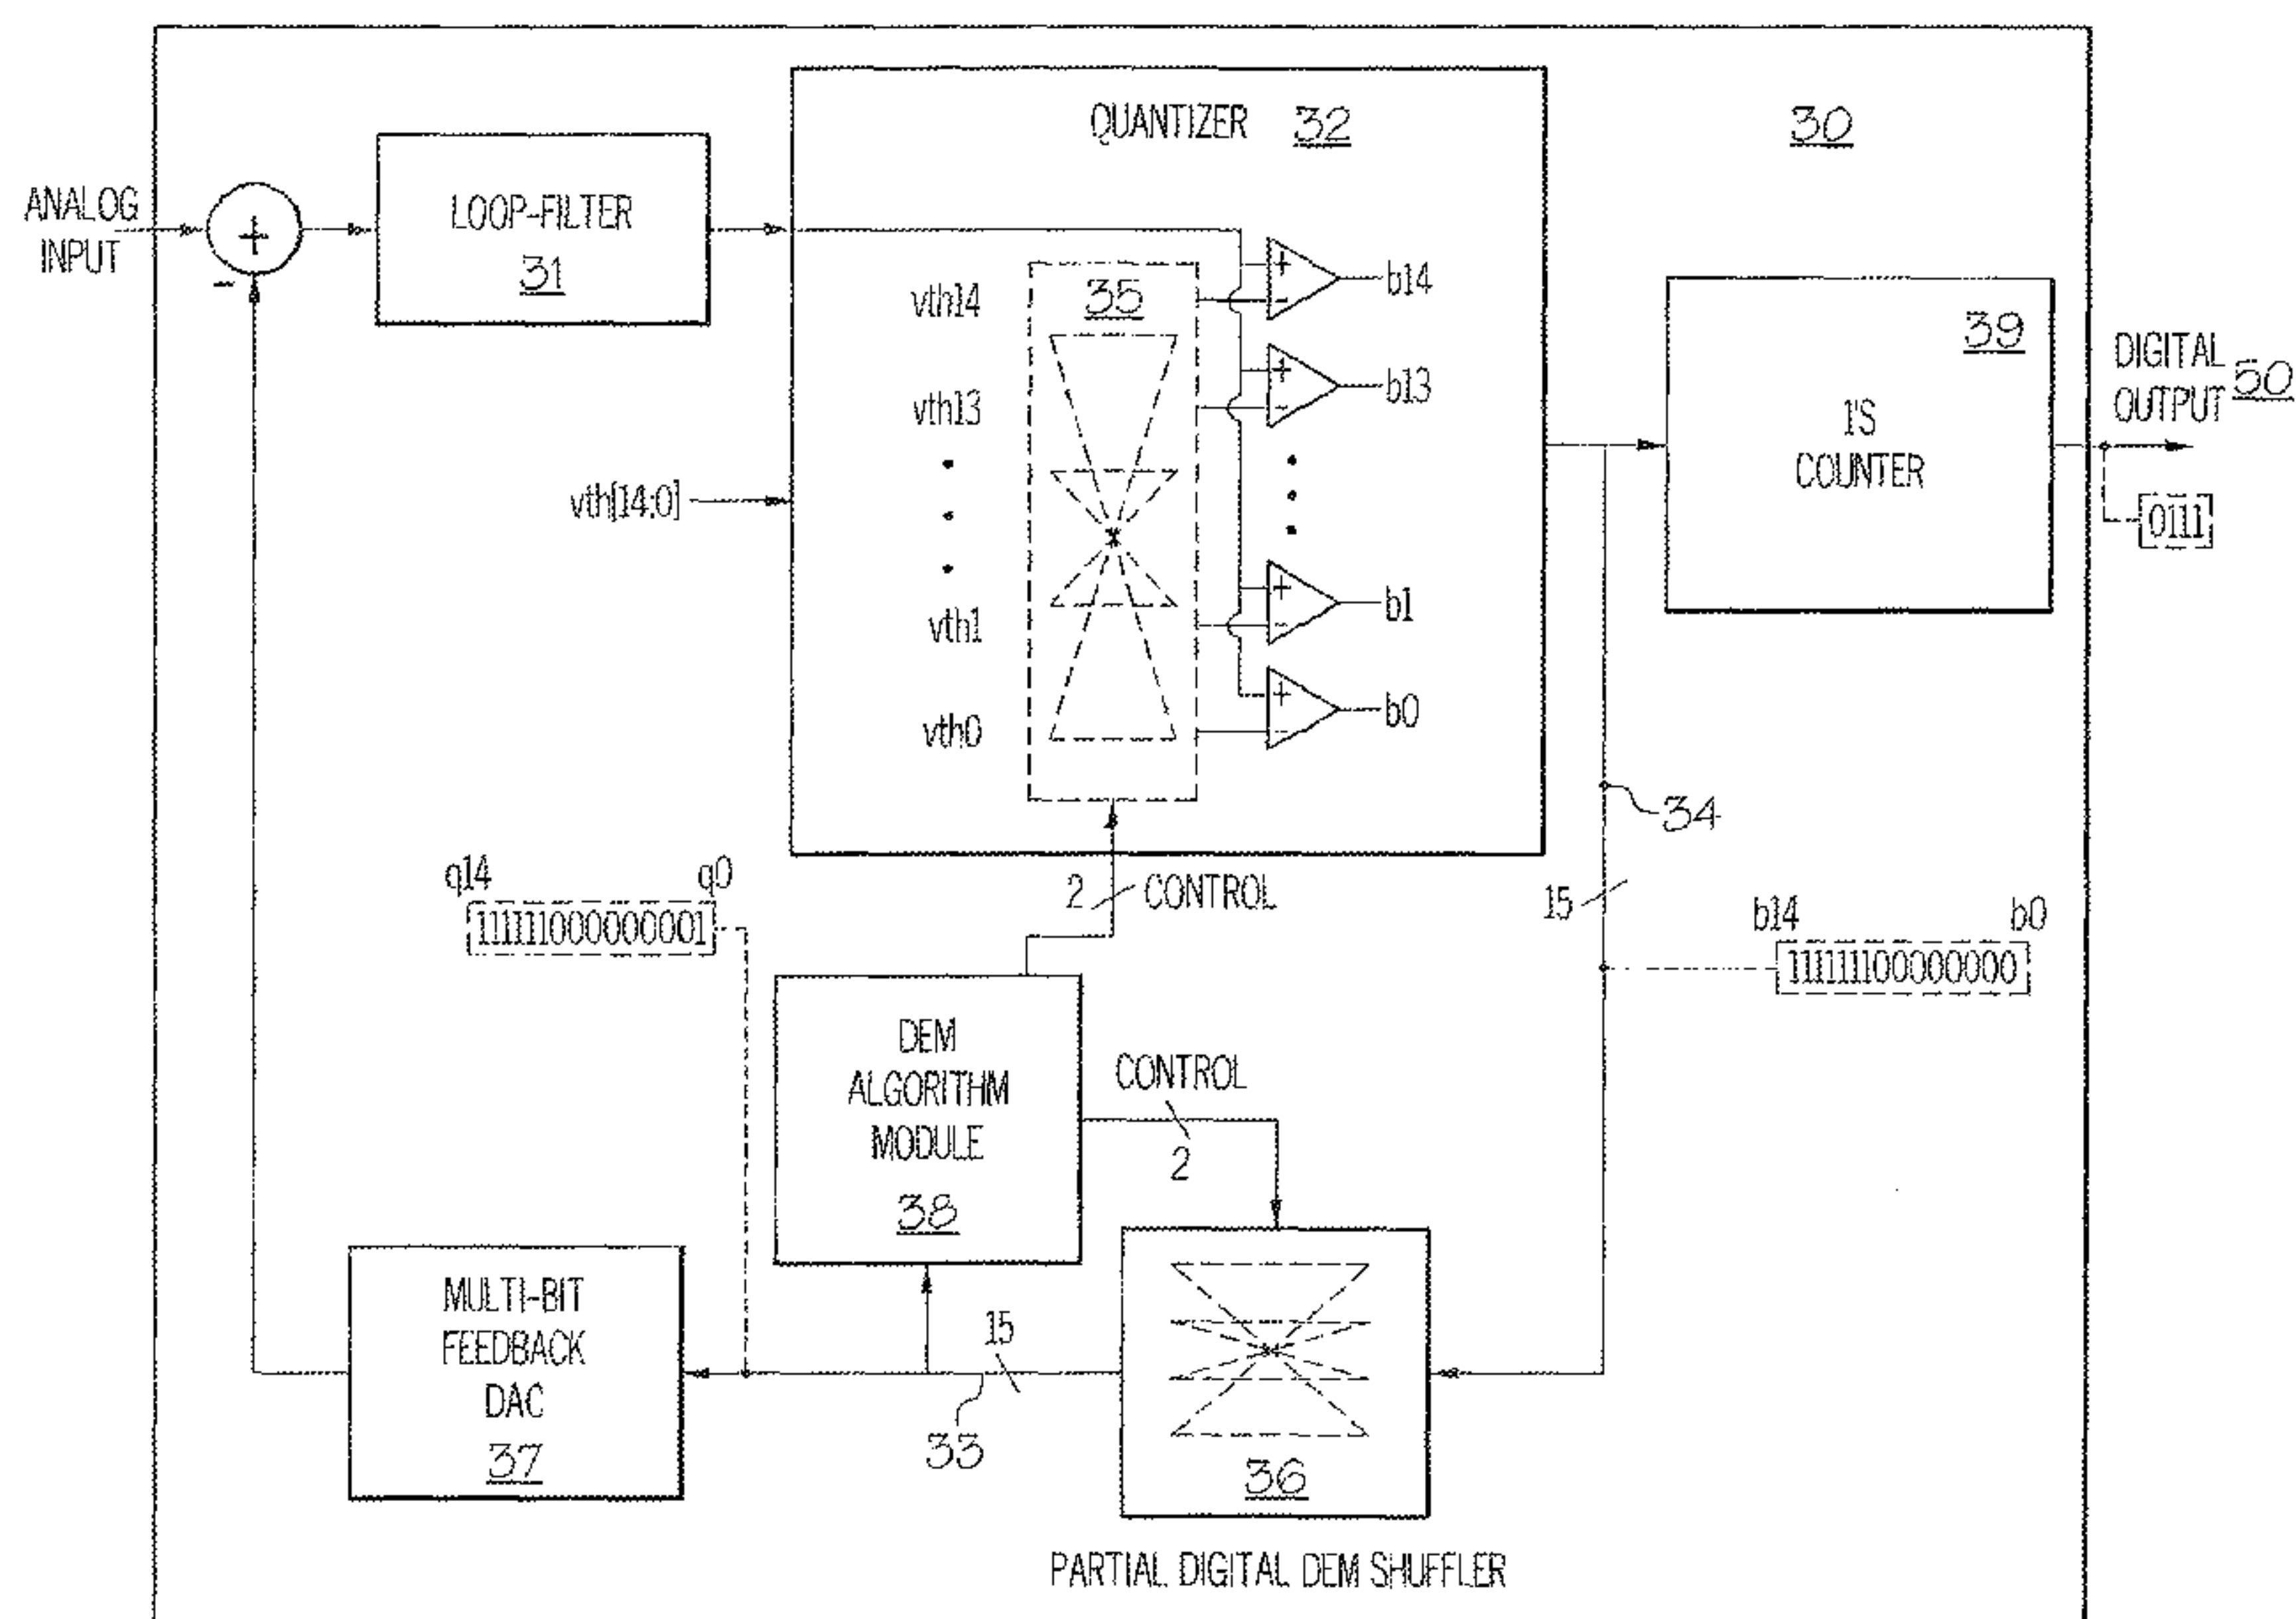 QUANTIZER 32
30
ANALOG
INPUT
+
-
LOOP-FILTER
31
vth[14:0]
vth14
vth13
vth1
vth0
35
+
-
b14
+
-
b13
+
-
b1
+
-
b0
39
1'S
COUNTER
DIGITAL
OUTPUT 50
0111
34
15
b14 b0
111111100000000
2 CONTROL
q14 q0
111111000000001
DEM
ALGORITHM
MODULE
38
CONTROL
2
MULTI-BIT
FEEDBACK
DAC
37
15
33
36
PARTIAL DIGITAL DEM SHUFFLER